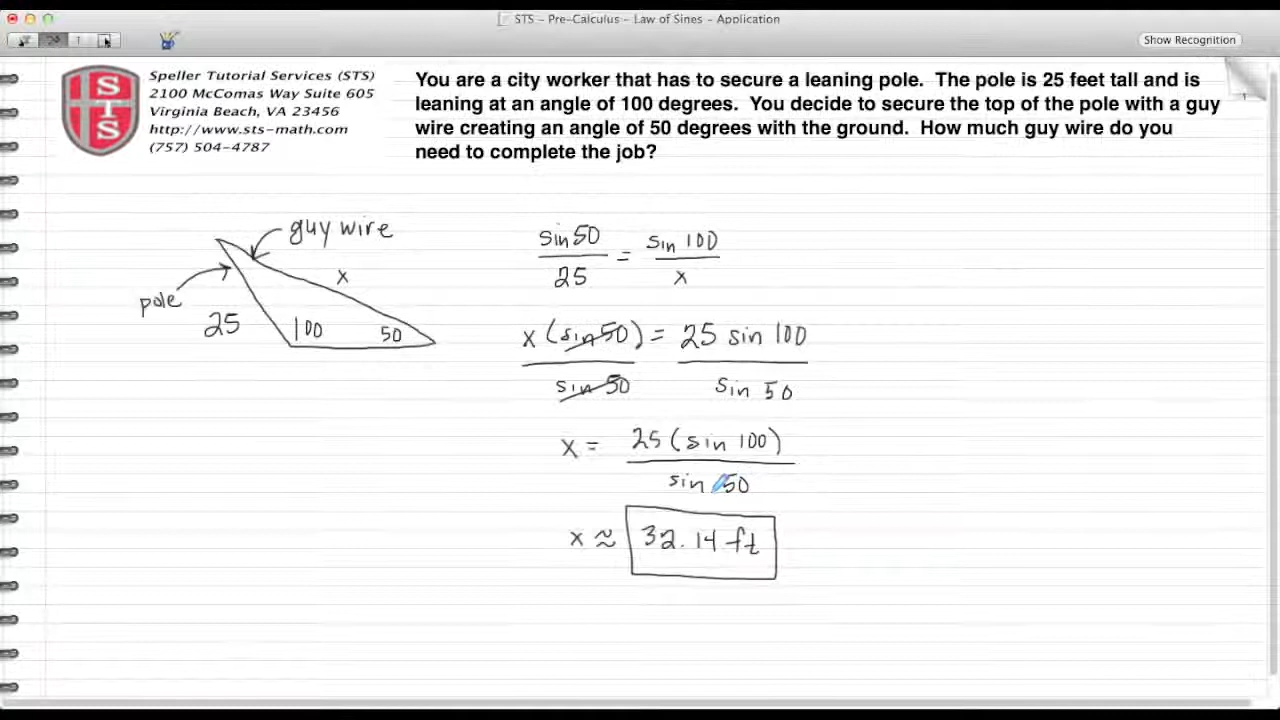 STS - Pre-Calculus - Law of Sines - Application
Show Recognition
STS
Speller Tutorial Services (STS)
2100 McComas Way Suite 605
Virginia Beach, VA 23456
http://www.sts-math.com
(757) 504-4787
You are a city worker that has to secure a leaning pole. The pole is 25 feet tall and is
leaning at an angle of 100 degrees. You decide to secure the top of the pole with a guy
wire creating an angle of 50 degrees with the ground. How much guy wire do you
need to complete the job?
guy wire
x
pole
25
100
50
sin 50 / 25 = sin 100 / x
x (sin 50) / sin 50 = 25 sin 100 / sin 50
x = 25 (sin 100) / sin 50
x ≈ 32.14 ft